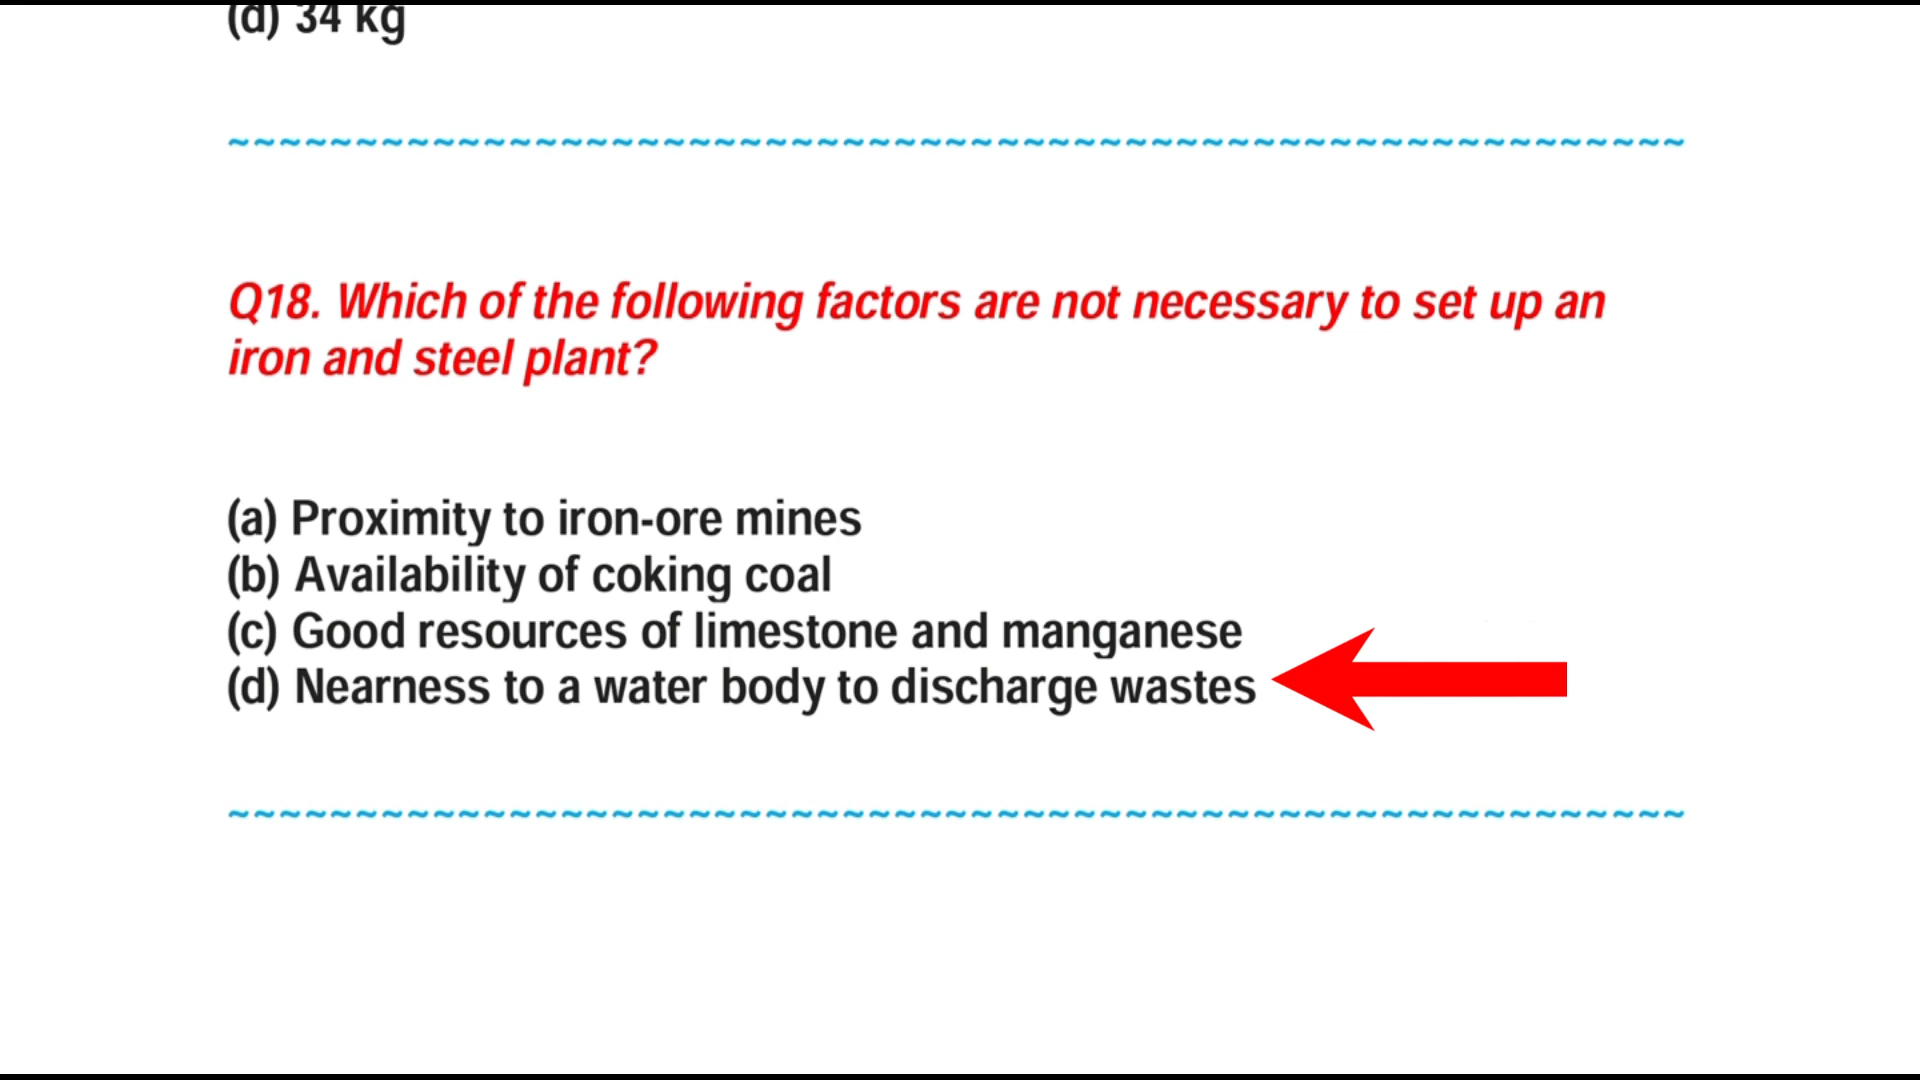 (d) 34 kg
~~~~~~~~~~~~~~~~~~~~~~~~~~~~~~~~~~~~~~~~~~~~~~~~~~~~~~~~~
Q18. Which of the following factors are not necessary to set up an
iron and steel plant?
(a) Proximity to iron-ore mines
(b) Availability of coking coal
(c) Good resources of limestone and manganese
(d) Nearness to a water body to discharge wastes
~~~~~~~~~~~~~~~~~~~~~~~~~~~~~~~~~~~~~~~~~~~~~~~~~~~~~~~~~